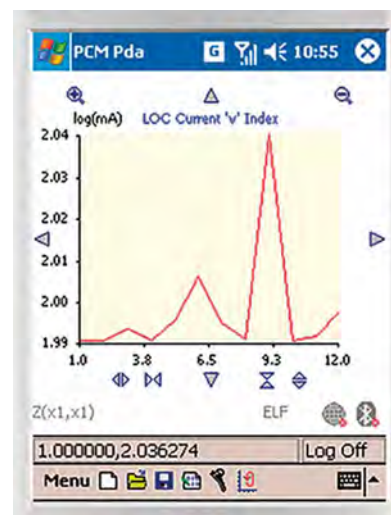 PCM Pda G 10:55
log(mA) LOC Current 'v' Index
2.04
2.03
2.02
2.01
2.00
1.99
1.0 3.8 6.5 9.3 12.0
Z(x1,x1) ELF
1.000000,2.036274 Log Off
Menu